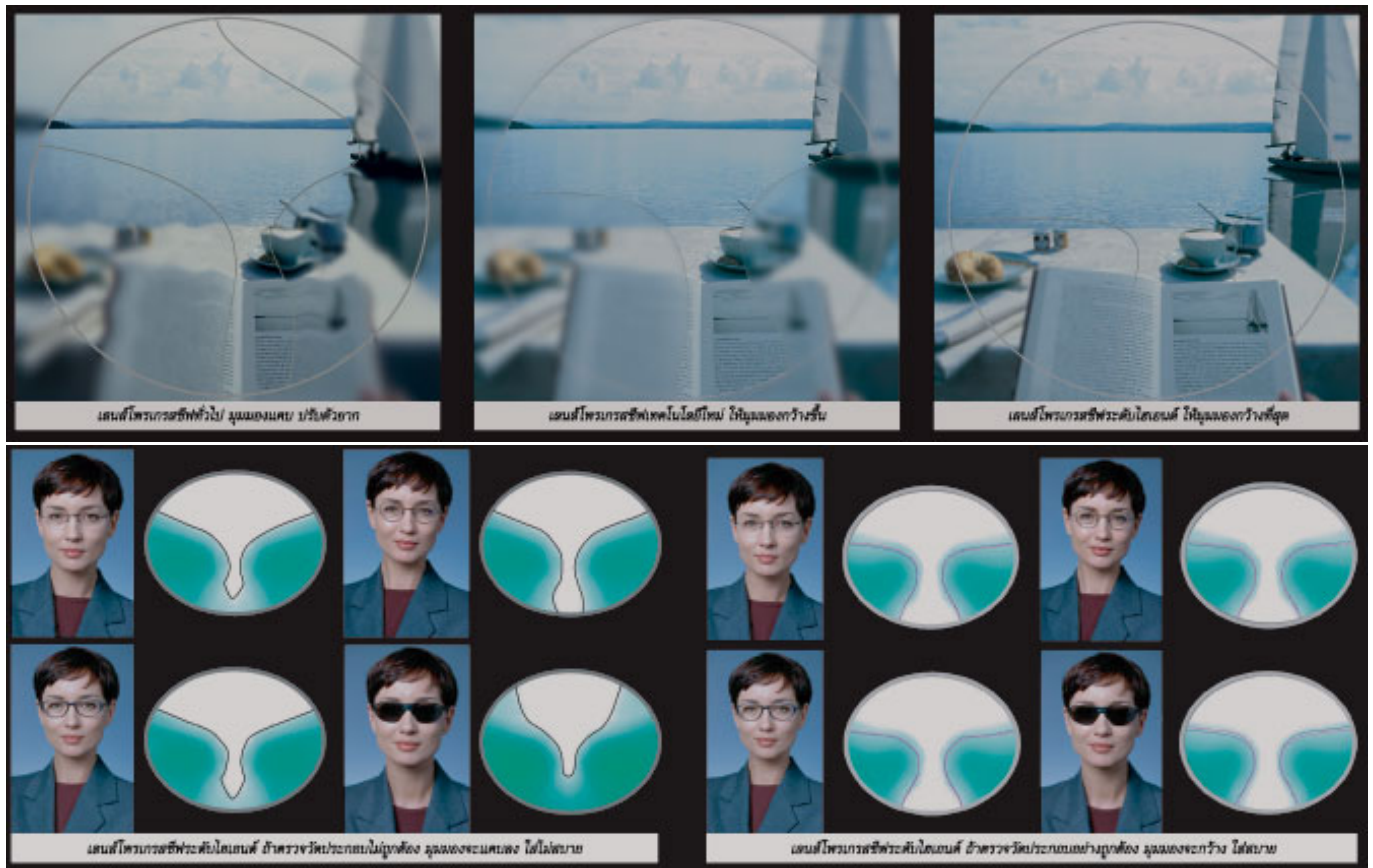 เลนส์โพรเกรสซีฟทั่วไป มุมมองแคบ ปรับตัวยาก
เลนส์โพรเกรสซีฟเทคโนโลยีใหม่ ให้มุมมองกว้างขึ้น
เลนส์โพรเกรสซีฟระดับไฮเอนด์ ให้มุมมองกว้างที่สุด
เลนส์โพรเกรสซีฟระดับไฮเอนด์ ถ้าตรวจวัดประกอบไม่ถูกต้อง มุมมองจะแคบลง ใส่ไม่สบาย
เลนส์โพรเกรสซีฟระดับไฮเอนด์ ถ้าตรวจวัดประกอบอย่างถูกต้อง มุมมองจะกว้าง ใส่สบาย